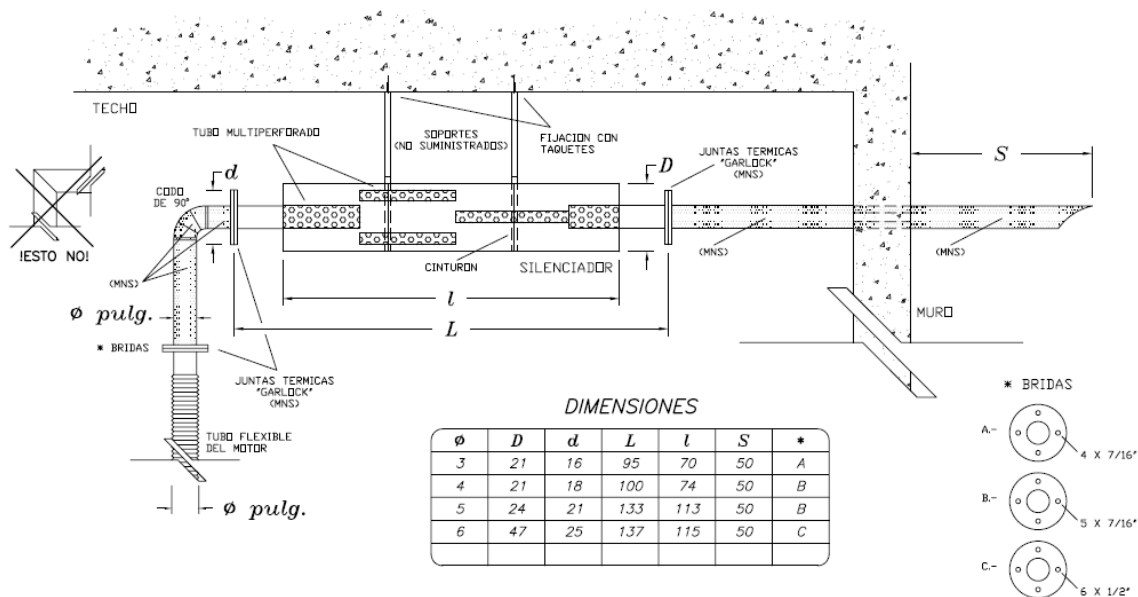 TECHO
TUBO MULTIPERFORADO
SOPORTES
(NO SUMINISTRADOS)
FIJACION CON
TAQUETES
JUNTAS TERMICAS
"GARLOCK"
(MNS)
S
d
D
CODO
DE 90°
!ESTO NO!
(MNS)
CINTURON
SILENCIADOR
(MNS)
(MNS)
l
L
ø pulg.
* BRIDAS
MURO
JUNTAS TERMICAS
"GARLOCK"
(MNS)
TUBO FLEXIBLE
DEL MOTOR
ø pulg.
DIMENSIONES
ø D d L l S *
3 21 16 95 70 50 A
4 21 18 100 74 50 B
5 24 21 133 113 50 B
6 47 25 137 115 50 C
* BRIDAS
A.-
4 X 7/16"
B.-
5 X 7/16"
C.-
6 X 1/2"